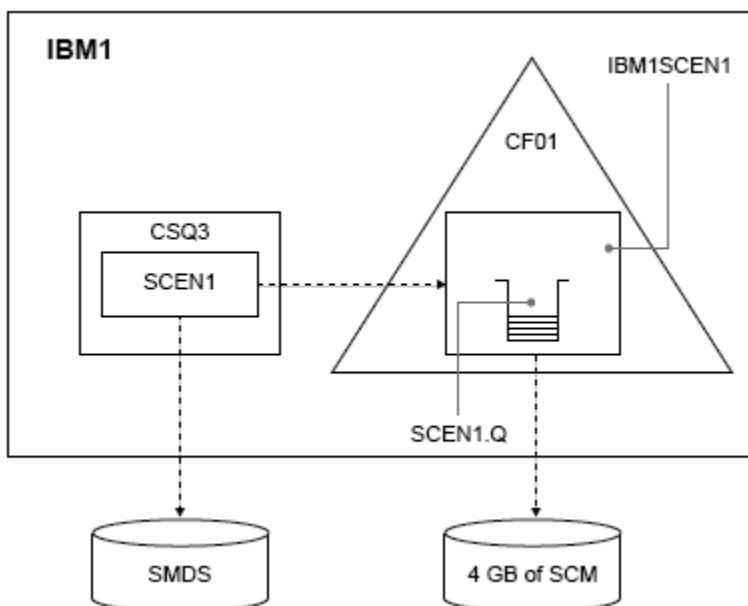 IBM1
IBM1SCEN1
CF01
CSQ3
SCEN1
SCEN1.Q
SMDS
4 GB of SCM